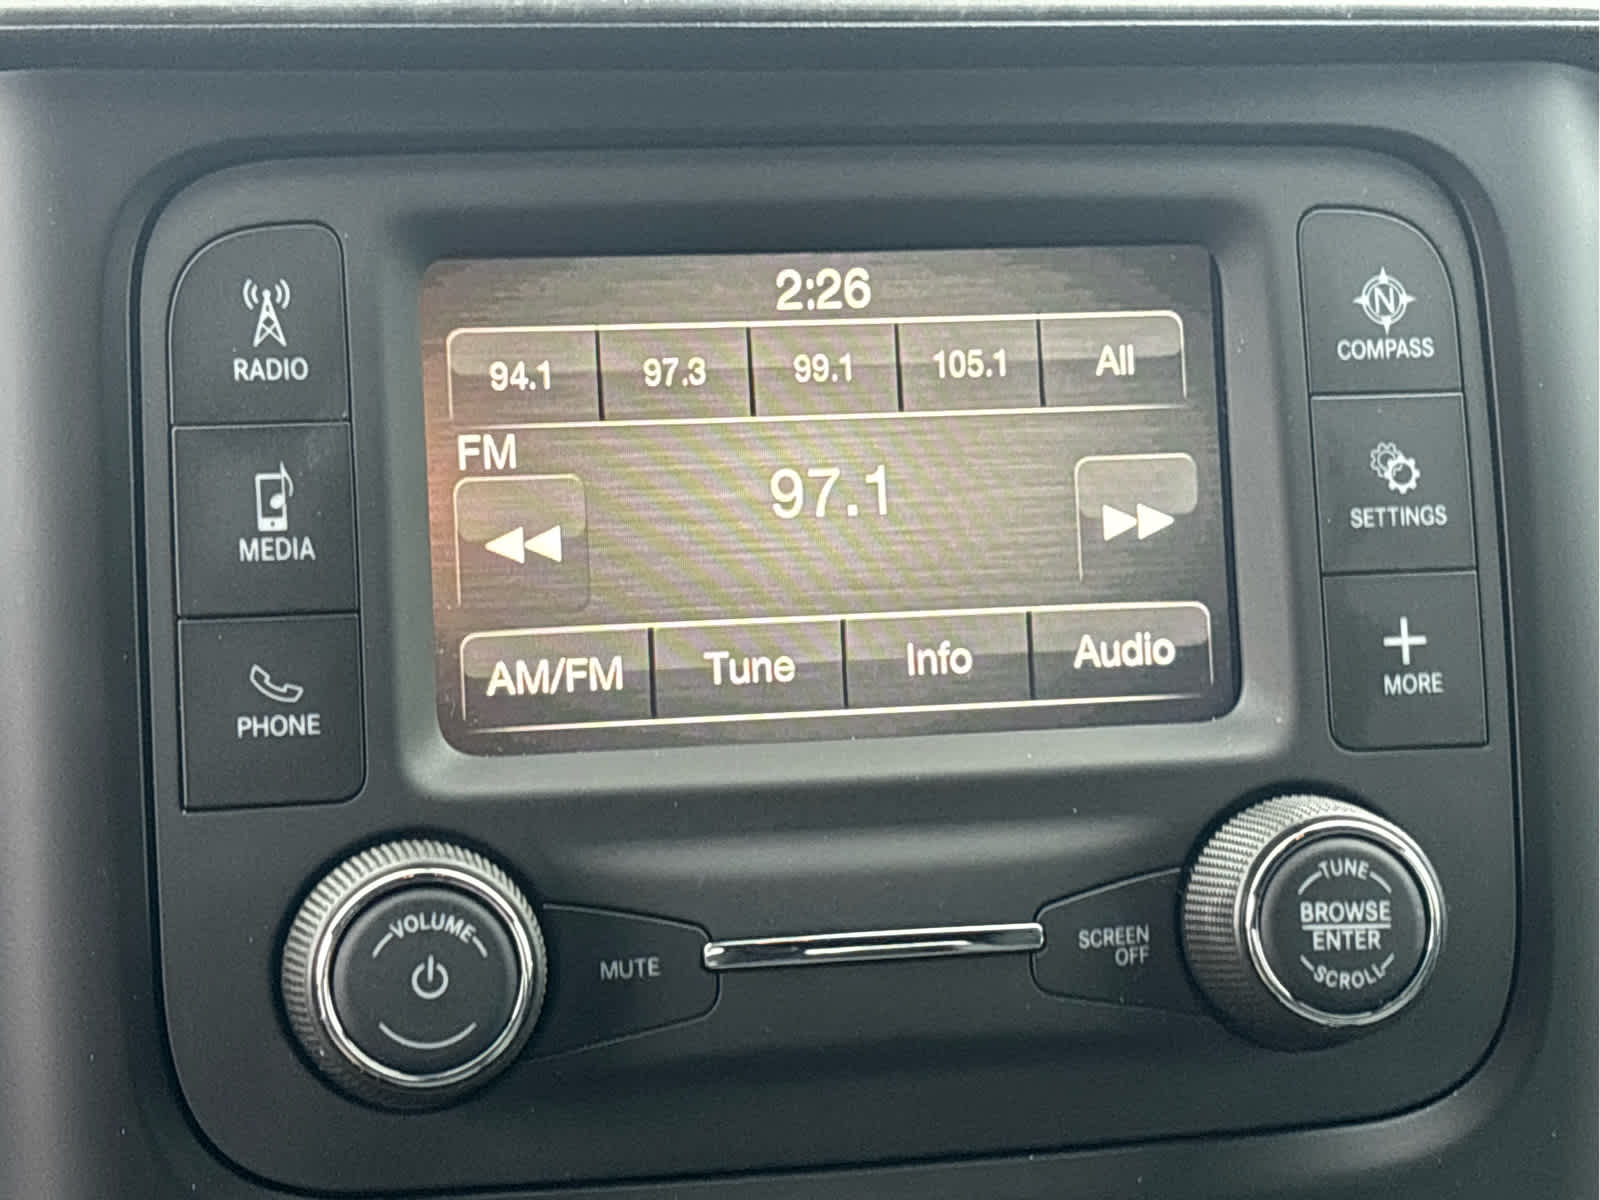 2:26
94.1 97.3 99.1 105.1 All
FM
97.1
AM/FM Tune Info Audio
RADIO
MEDIA
PHONE
N
COMPASS
SETTINGS
MORE
VOLUME
MUTE
SCREEN
OFF
TUNE
BROWSE
ENTER
SCROLL